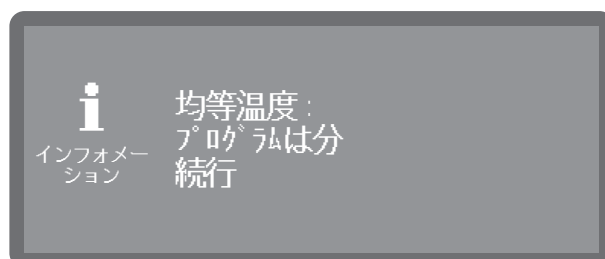 i
インフォメー
ション
均等温度:
ﾌﾟﾛｸﾞﾗﾑは分
続行